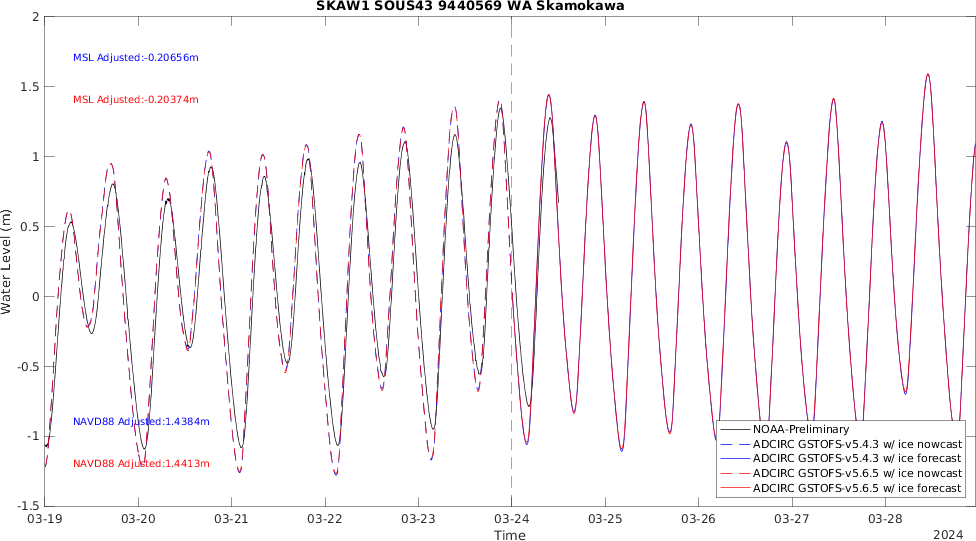 SKAW1 SOUS43 9440569 WA Skamokawa
2
1.5
1
0.5
0
-0.5
-1
-1.5
Water Level (m)
MSL Adjusted:-0.20656m
MSL Adjusted:-0.20374m
NAVD88 Adjusted:1.4384m
NAVD88 Adjusted:1.4413m
NOAA-Preliminary
ADCIRC GSTOFS-v5.4.3 w/ ice nowcast
ADCIRC GSTOFS-v5.4.3 w/ ice forecast
ADCIRC GSTOFS-v5.6.5 w/ ice nowcast
ADCIRC GSTOFS-v5.6.5 w/ ice forecast
03-19 03-20 03-21 03-22 03-23 03-24 03-25 03-26 03-27 03-28
Time
2024